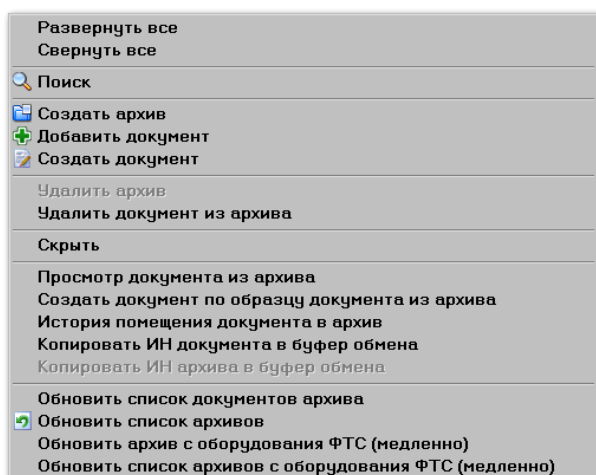 Развернуть все
Свернуть все
Поиск
Создать архив
Добавить документ
Создать документ
Удалить архив
Удалить документ из архива
Скрыть
Просмотр документа из архива
Создать документ по образцу документа из архива
История помещения документа в архив
Копировать ИН документа в буфер обмена
Копировать ИН архива в буфер обмена
Обновить список документов архива
Обновить список архивов
Обновить архив с оборудования ФТС (медленно)
Обновить список архивов с оборудования ФТС (медленно)